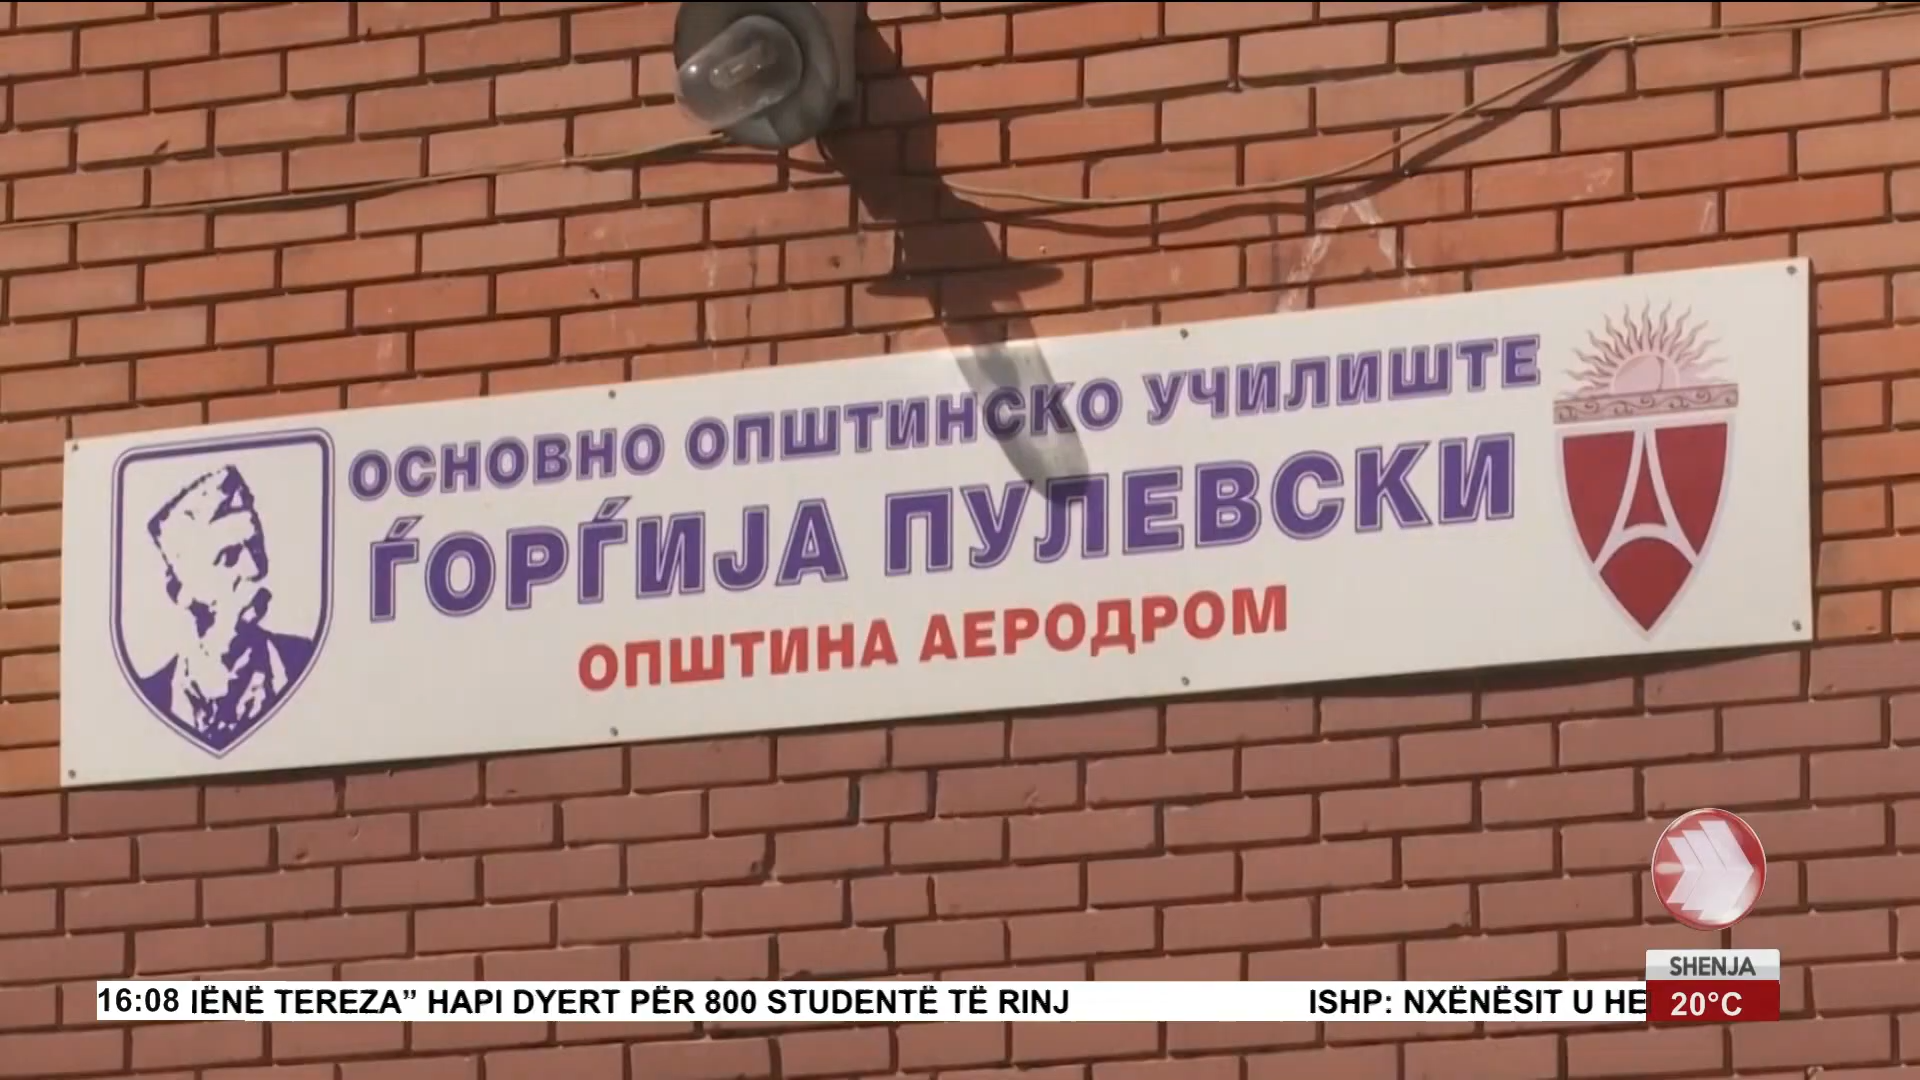 ОСНОВНО ОПШТИНСКО УЧИЛИШТЕ
ЃОРЃИЈА ПУЛЕВСКИ
ОПШТИНА АЕРОДРОМ
SHENJA
16:08 IËNË TEREZA” HAPI DYERT PËR 800 STUDENTË TË RINJ ISHP: NXËNËSIT U HE
20°C